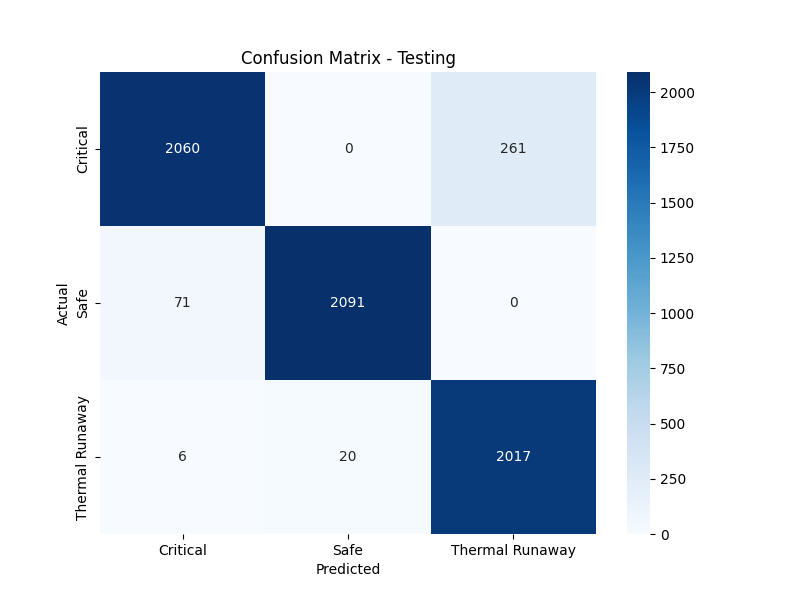 Confusion Matrix - Testing
Actual
Critical
2060 0 261
Safe
71 2091 0
Thermal Runaway
6 20 2017
Critical Safe Thermal Runaway
Predicted
2000
1750
1500
1250
1000
750
500
250
0